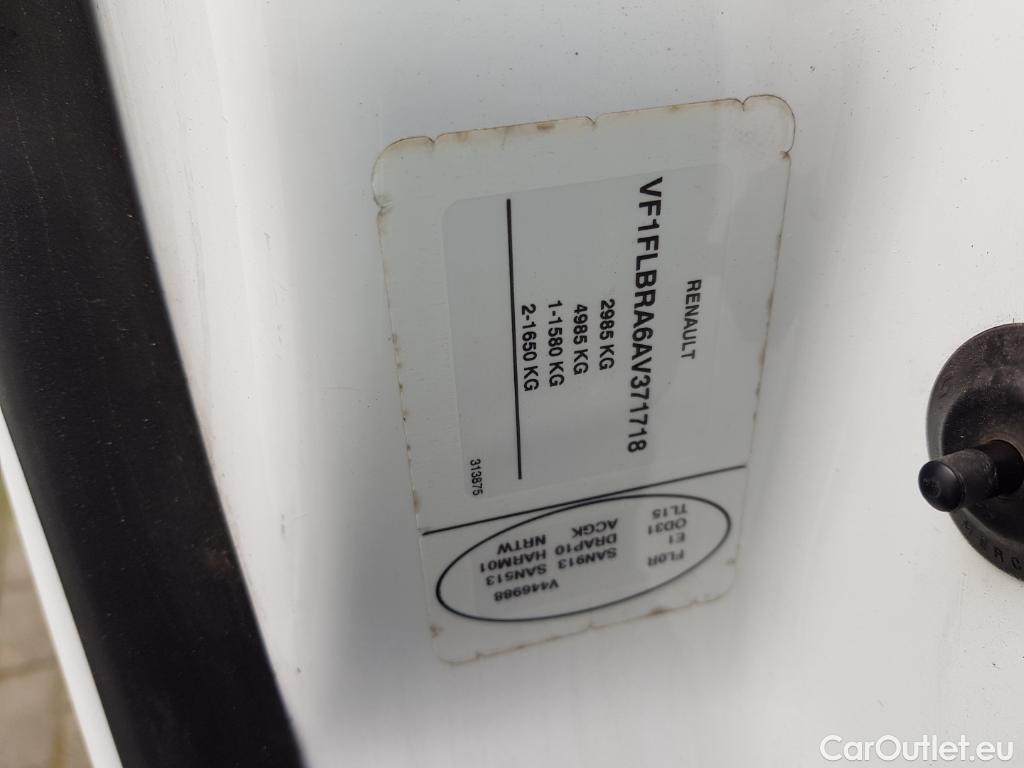 RENAULT
VF1FLBRA6AV371718
2985 KG
4985 KG
1-1580 KG
2-1650 KG
313875
FL0R
E1
OD31
TL15
SAN913
DRAP10
ACGK
V446988
SAN513
HARM01
NRTW
CarOutlet.eu